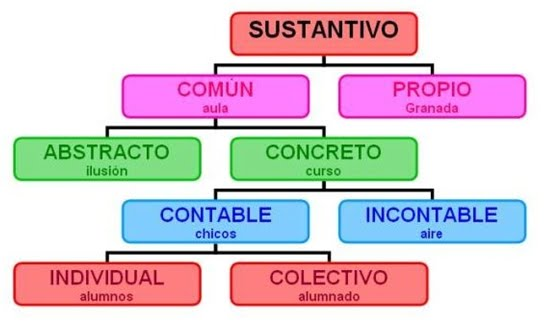 SUSTANTIVO
COMÚN
aula
PROPIO
Granada
ABSTRACTO
ilusión
CONCRETO
curso
CONTABLE
chicos
INCONTABLE
aire
INDIVIDUAL
alumnos
COLECTIVO
alumnado